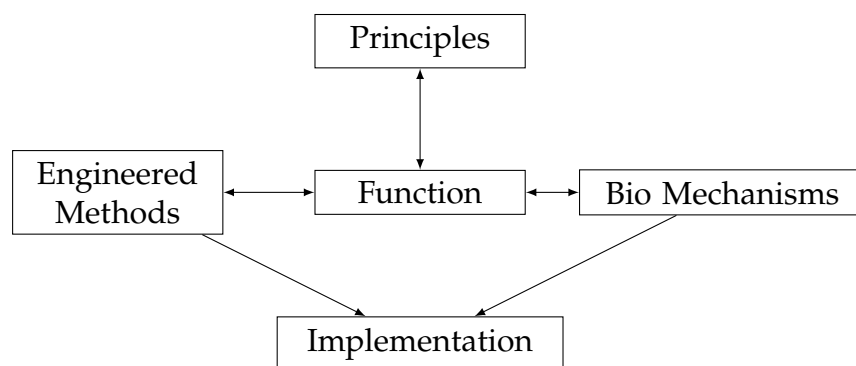 Principles
Engineered
Methods
Function
Bio Mechanisms
Implementation